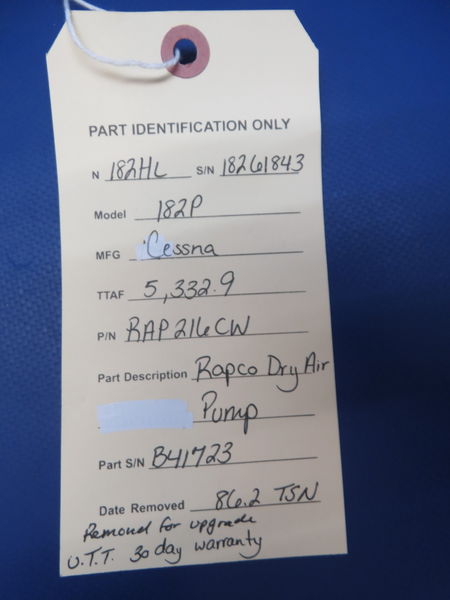 PART IDENTIFICATION ONLY
N 182HL S/N 18261843
Model 182P
MFG Cessna
TTAF 5,332.9
P/N RAP216CW
Part Description Rapco Dry Air
Pump
Part S/N B41723
Date Removed 86.2 TSN
Removed for upgrade
U.T.T. 30 day warranty